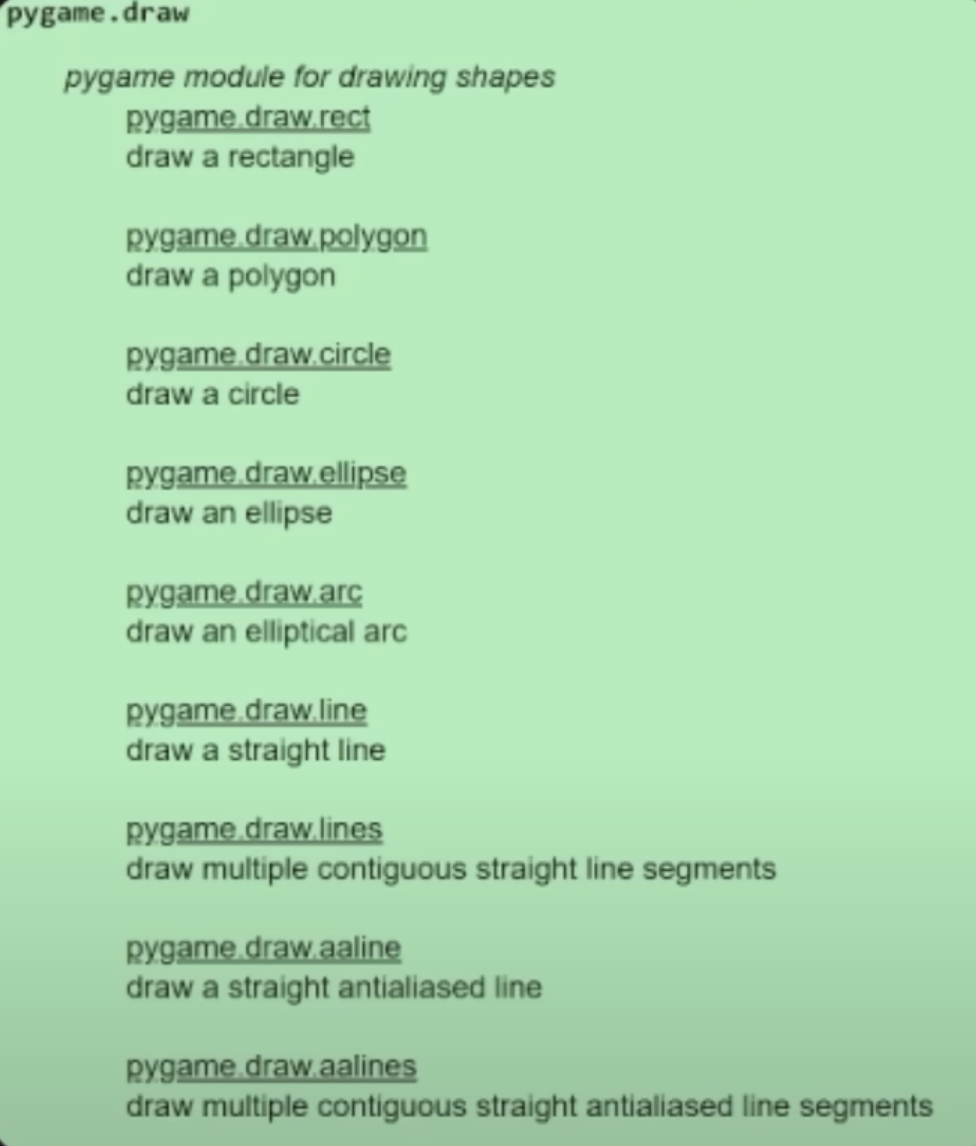 pygame.draw
pygame module for drawing shapes
pygame.draw.rect
draw a rectangle
pygame.draw.polygon
draw a polygon
pygame.draw.circle
draw a circle
pygame.draw.ellipse
draw an ellipse
pygame.draw.arc
draw an elliptical arc
pygame.draw.line
draw a straight line
pygame.draw.lines
draw multiple contiguous straight line segments
pygame.draw.aaline
draw a straight antialiased line
pygame.draw.aalines
draw multiple contiguous straight antialiased line segments